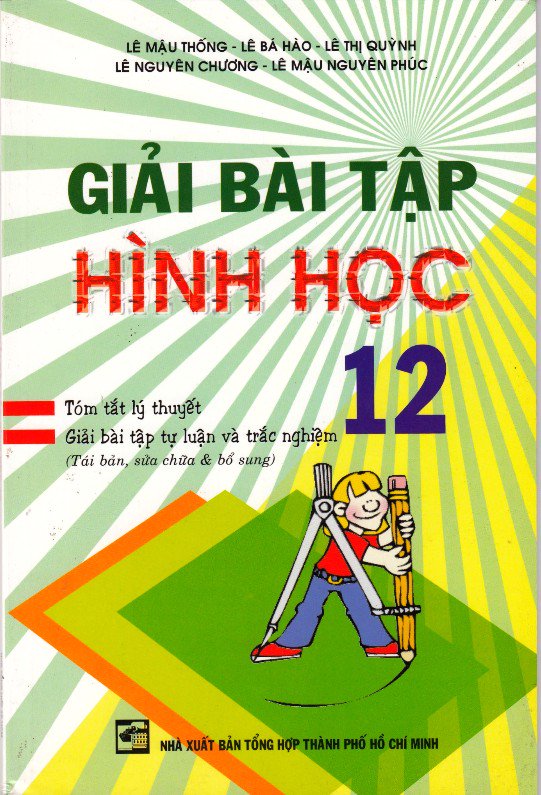 LÊ MẬU THỐNG - LÊ BÁ HÀO - LÊ THỊ QUỲNH
LÊ NGUYÊN CHƯƠNG - LÊ MẬU NGUYÊN PHÚC
GIẢI BÀI TẬP
HÌNH HỌC
12
Tóm tắt lý thuyết
Giải bài tập tự luận và trắc nghiệm
(Tái bản, sửa chữa & bổ sung)
NHÀ XUẤT BẢN TỔNG HỢP THÀNH PHỐ HỒ CHÍ MINH